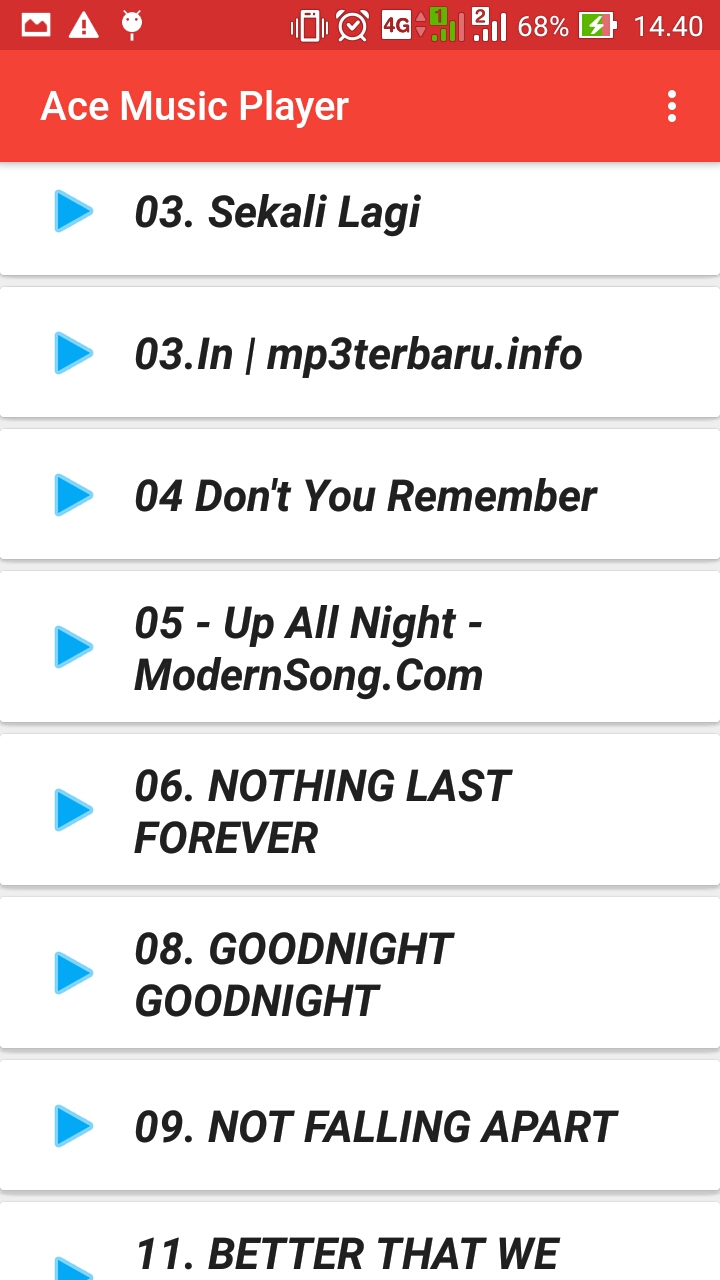 4G 1 2 68% 14.40
Ace Music Player
03. Sekali Lagi
03.In | mp3terbaru.info
04 Don't You Remember
05 - Up All Night -
ModernSong.Com
06. NOTHING LAST
FOREVER
08. GOODNIGHT
GOODNIGHT
09. NOT FALLING APART
11. BETTER THAT WE